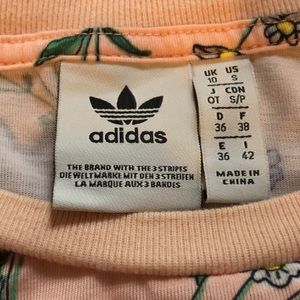 adidas
THE BRAND WITH THE 3 STRIPES
DIE WELTMARKE MIT DEN 3 STREIFEN
LA MARQUE AUX 3 BANDES
UK US
10 S
J CDN
OT S/P
D F
36 38
E I
36 42
MADE IN
CHINA